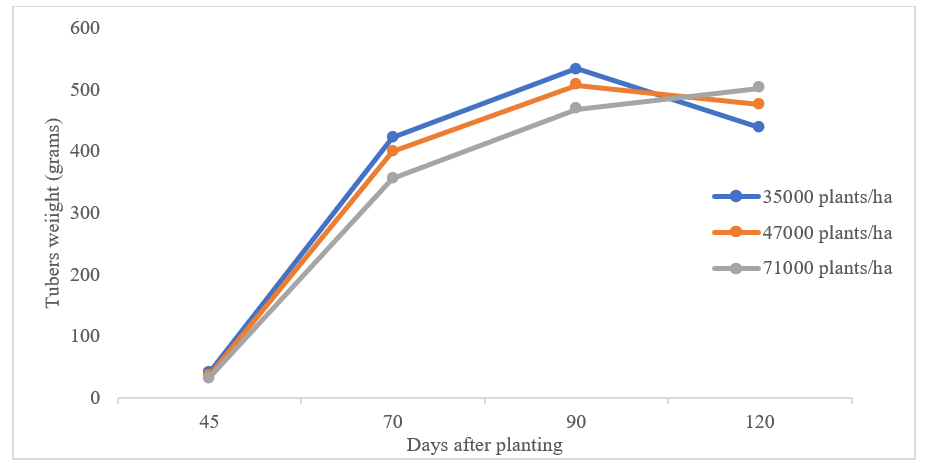 600
500
400
300
200
100
0
Tubers weiight (grams)
35000 plants/ha
47000 plants/ha
71000 plants/ha
45 70 90 120
Days after planting